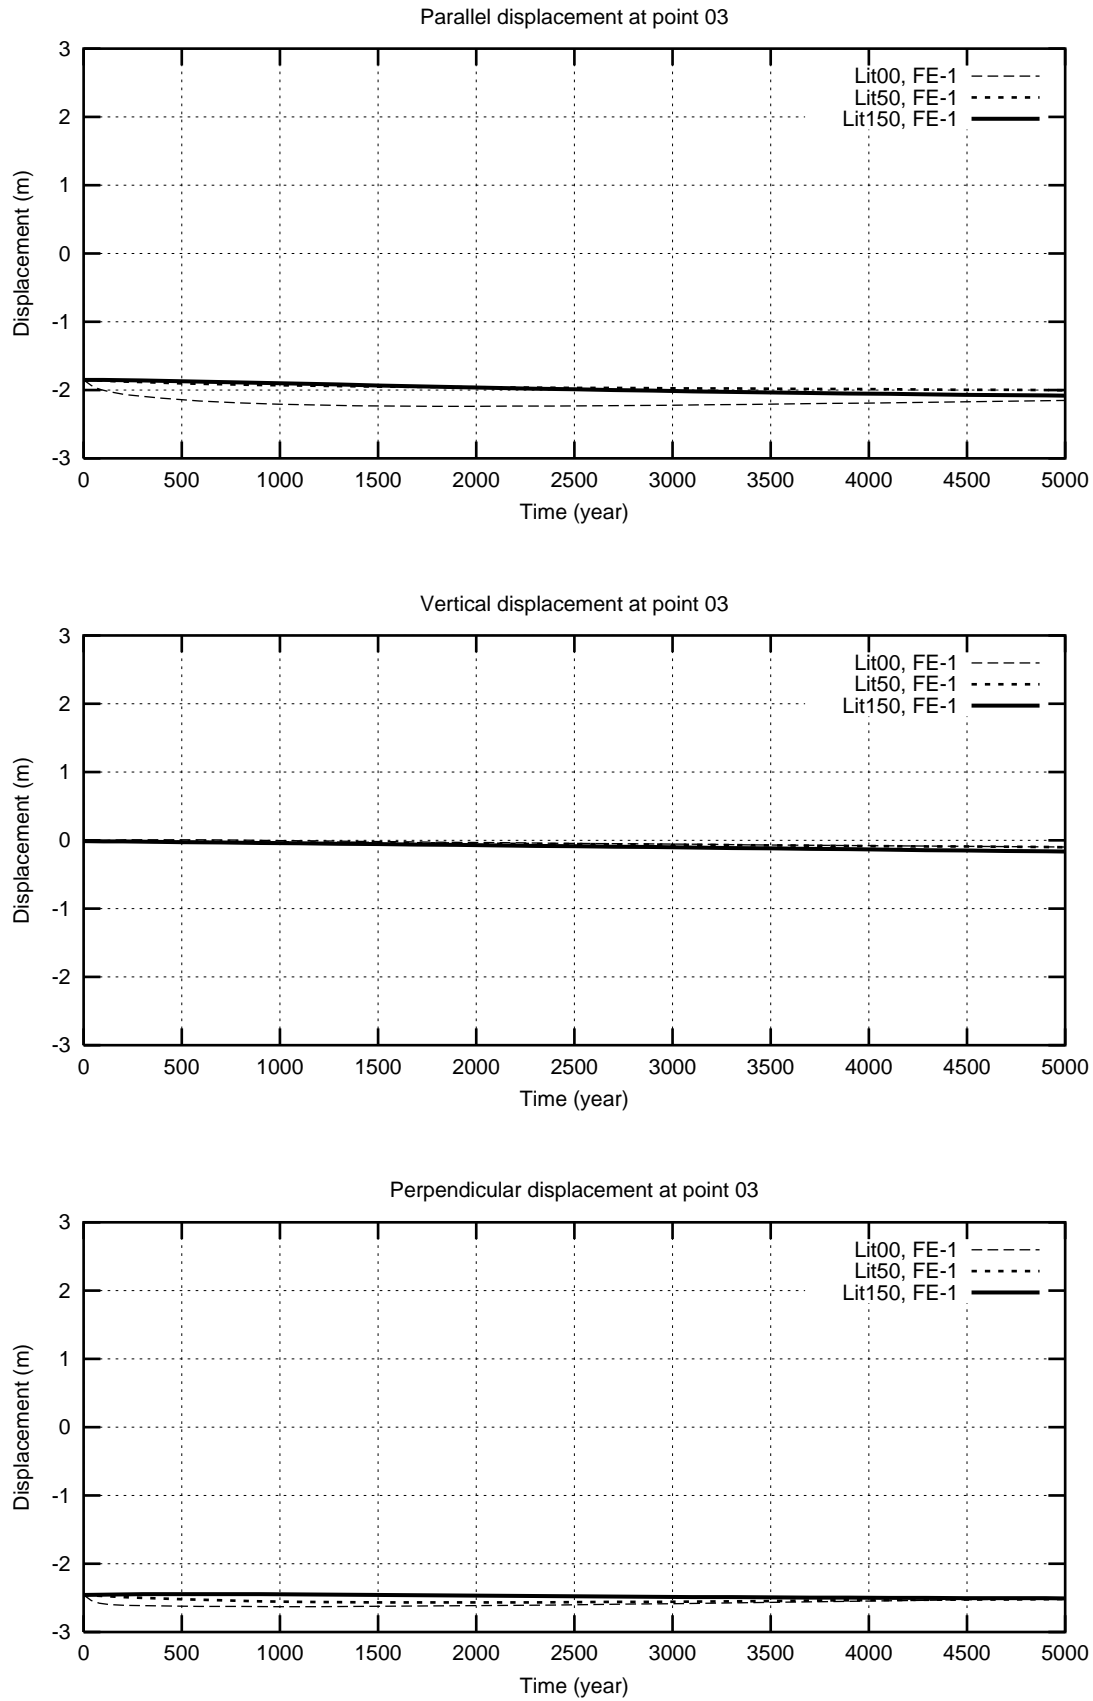 Parallel displacement at point 03
3
Lit00, FE-1
Lit50, FE-1
2
Lit150, FE-1
1
0
-1
-2
-3
Displacement (m)
0 500 1000 1500 2000 2500 3000 3500 4000 4500 5000
Time (year)
Vertical displacement at point 03
3
Lit00, FE-1
Lit50, FE-1
2
Lit150, FE-1
1
0
-1
-2
-3
Displacement (m)
0 500 1000 1500 2000 2500 3000 3500 4000 4500 5000
Time (year)
Perpendicular displacement at point 03
3
Lit00, FE-1
Lit50, FE-1
2
Lit150, FE-1
1
0
-1
-2
-3
Displacement (m)
0 500 1000 1500 2000 2500 3000 3500 4000 4500 5000
Time (year)